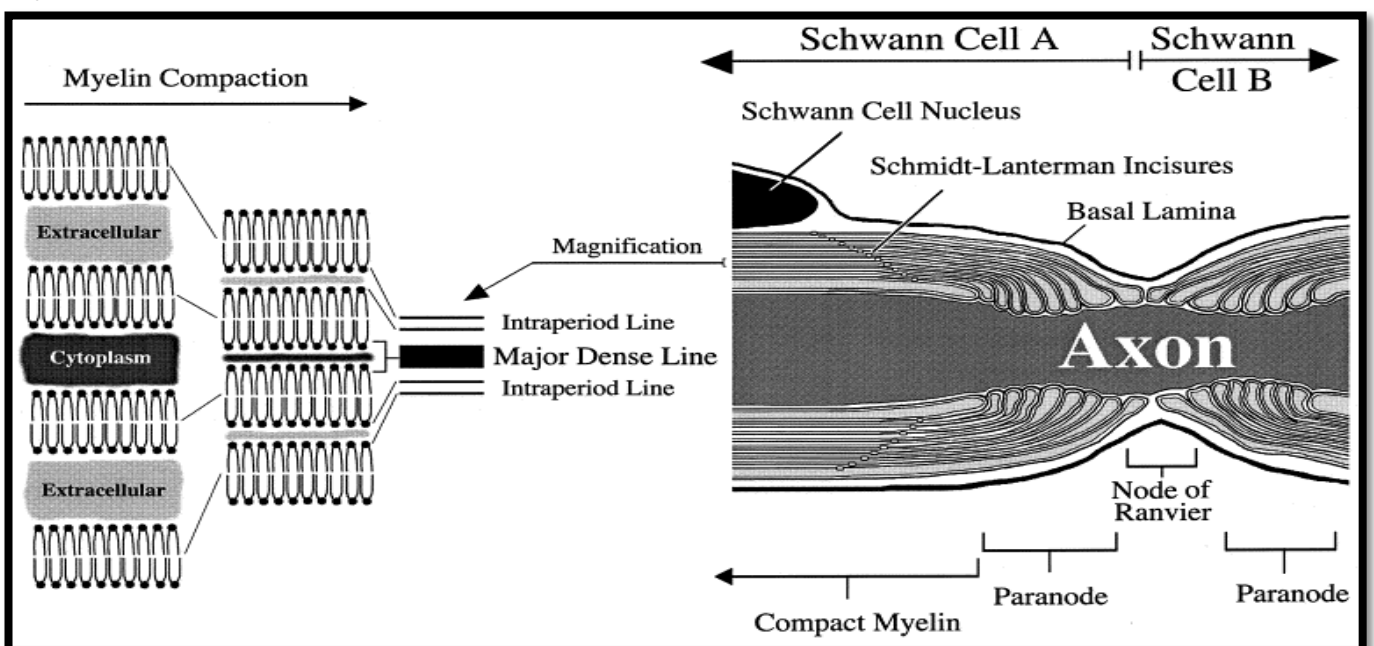 Myelin Compaction
Extracellular
Cytoplasm
Extracellular
Magnification
Intraperiod Line
Major Dense Line
Intraperiod Line
Schwann Cell A
Schwann
Cell B
Schwann Cell Nucleus
Schmidt-Lanterman Incisures
Basal Lamina
Axon
Node of
Ranvier
Paranode
Paranode
Compact Myelin